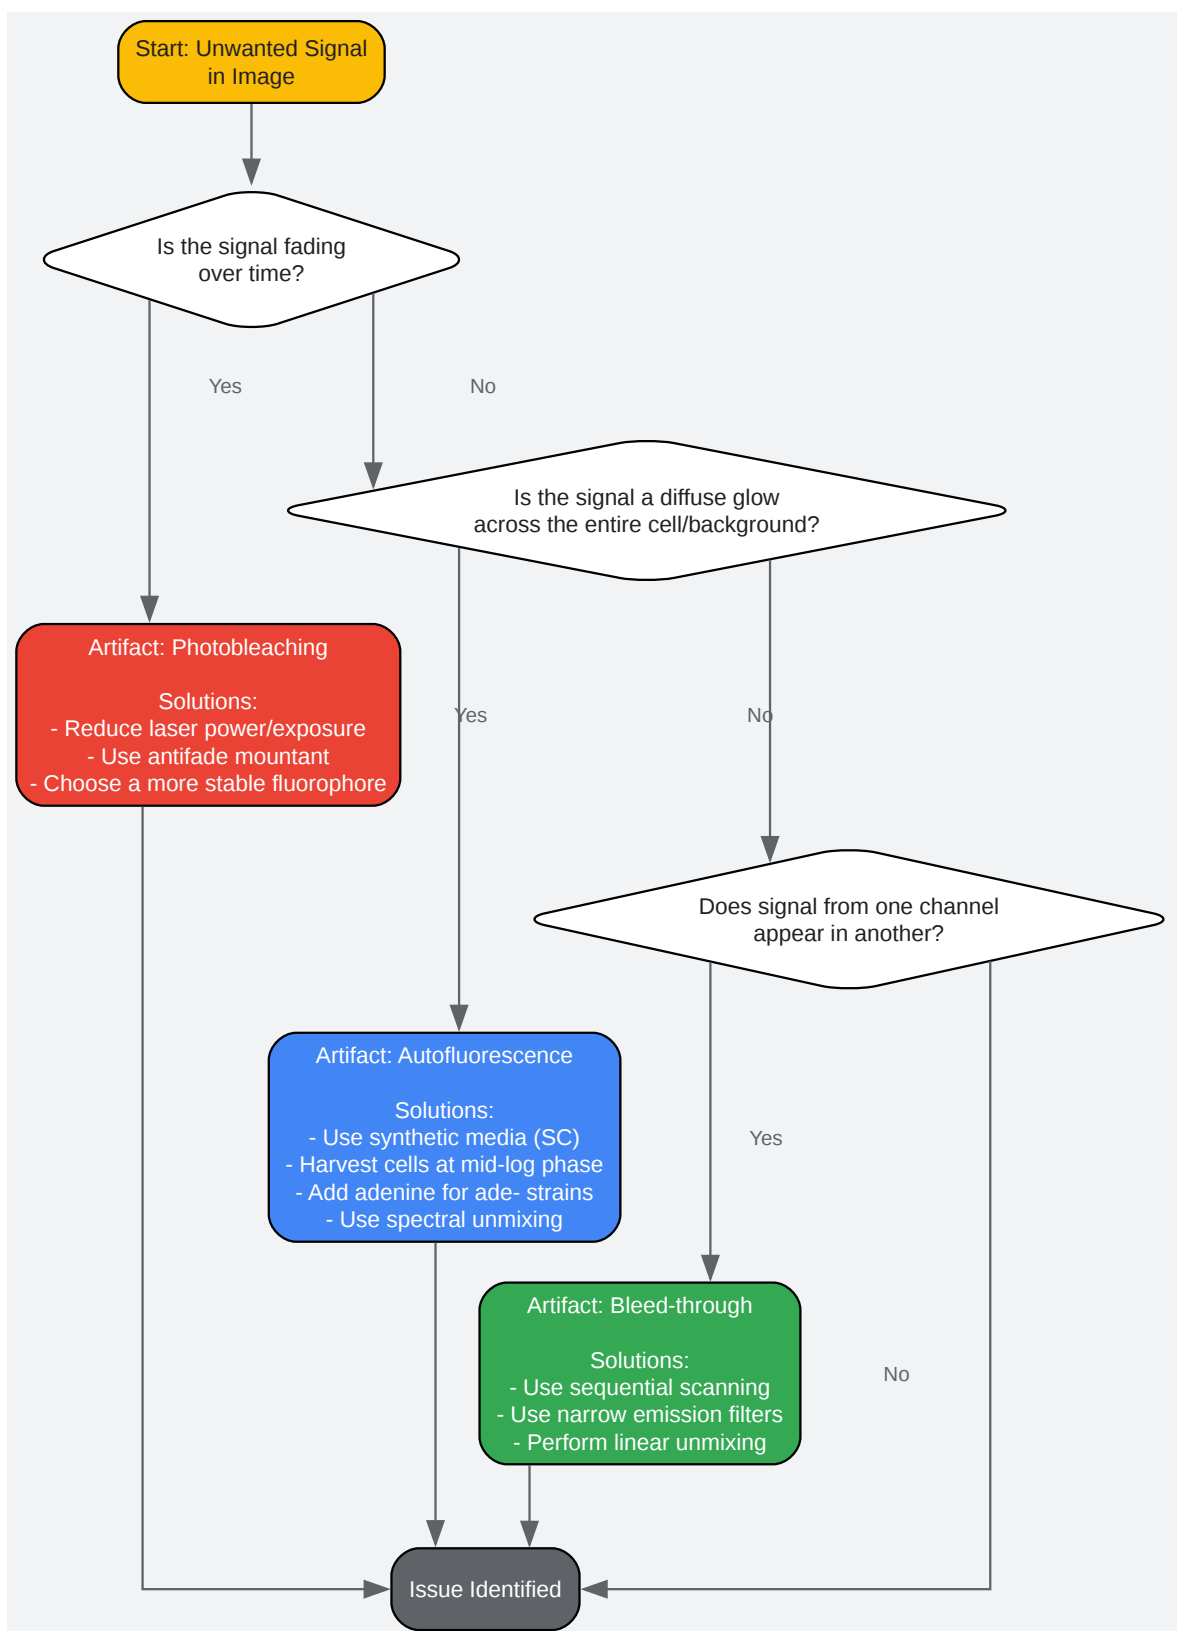 Start: Unwanted Signal
in Image
Is the signal fading
over time?
Yes
No
Is the signal a diffuse glow
across the entire cell/background?
Artifact: Photobleaching
Solutions:
- Reduce laser power/exposure
- Use antifade mountant
- Choose a more stable fluorophore
Yes
No
Does signal from one channel
appear in another?
Artifact: Autofluorescence
Solutions:
- Use synthetic media (SC)
- Harvest cells at mid-log phase
- Add adenine for ade- strains
- Use spectral unmixing
Yes
Artifact: Bleed-through
Solutions:
- Use sequential scanning
- Use narrow emission filters
- Perform linear unmixing
No
Issue Identified